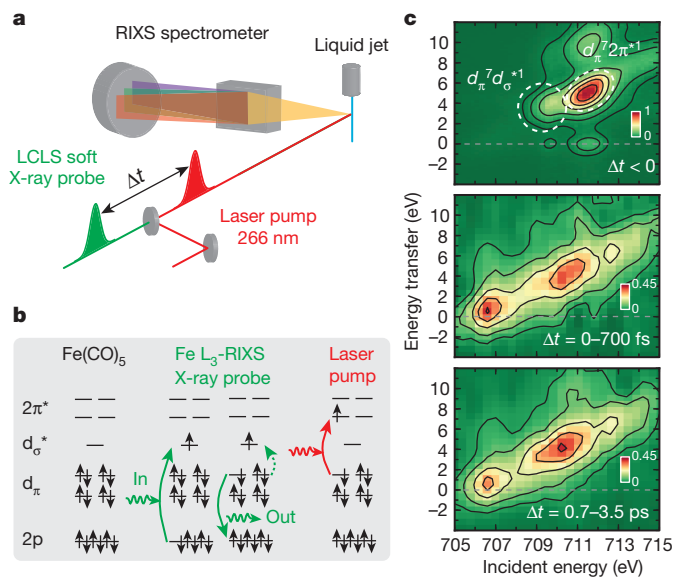 a
RIXS spectrometer
Liquid jet
LCLS soft
X-ray probe
Δt
Laser pump
266 nm
b
Fe(CO)₅
Fe L₃-RIXS
X-ray probe
Laser
pump
2π*
dσ*
dπ
2p
In
Out
c
Energy transfer (eV)
10
8
6
4
2
0
−2
dπ⁷2π*¹
dπ⁷dσ*¹
1
0
Δt < 0
10
8
6
4
2
0
−2
0.45
0
Δt = 0–700 fs
10
8
6
4
2
0
−2
0.45
0
Δt = 0.7–3.5 ps
705 707 709 711 713 715
Incident energy (eV)